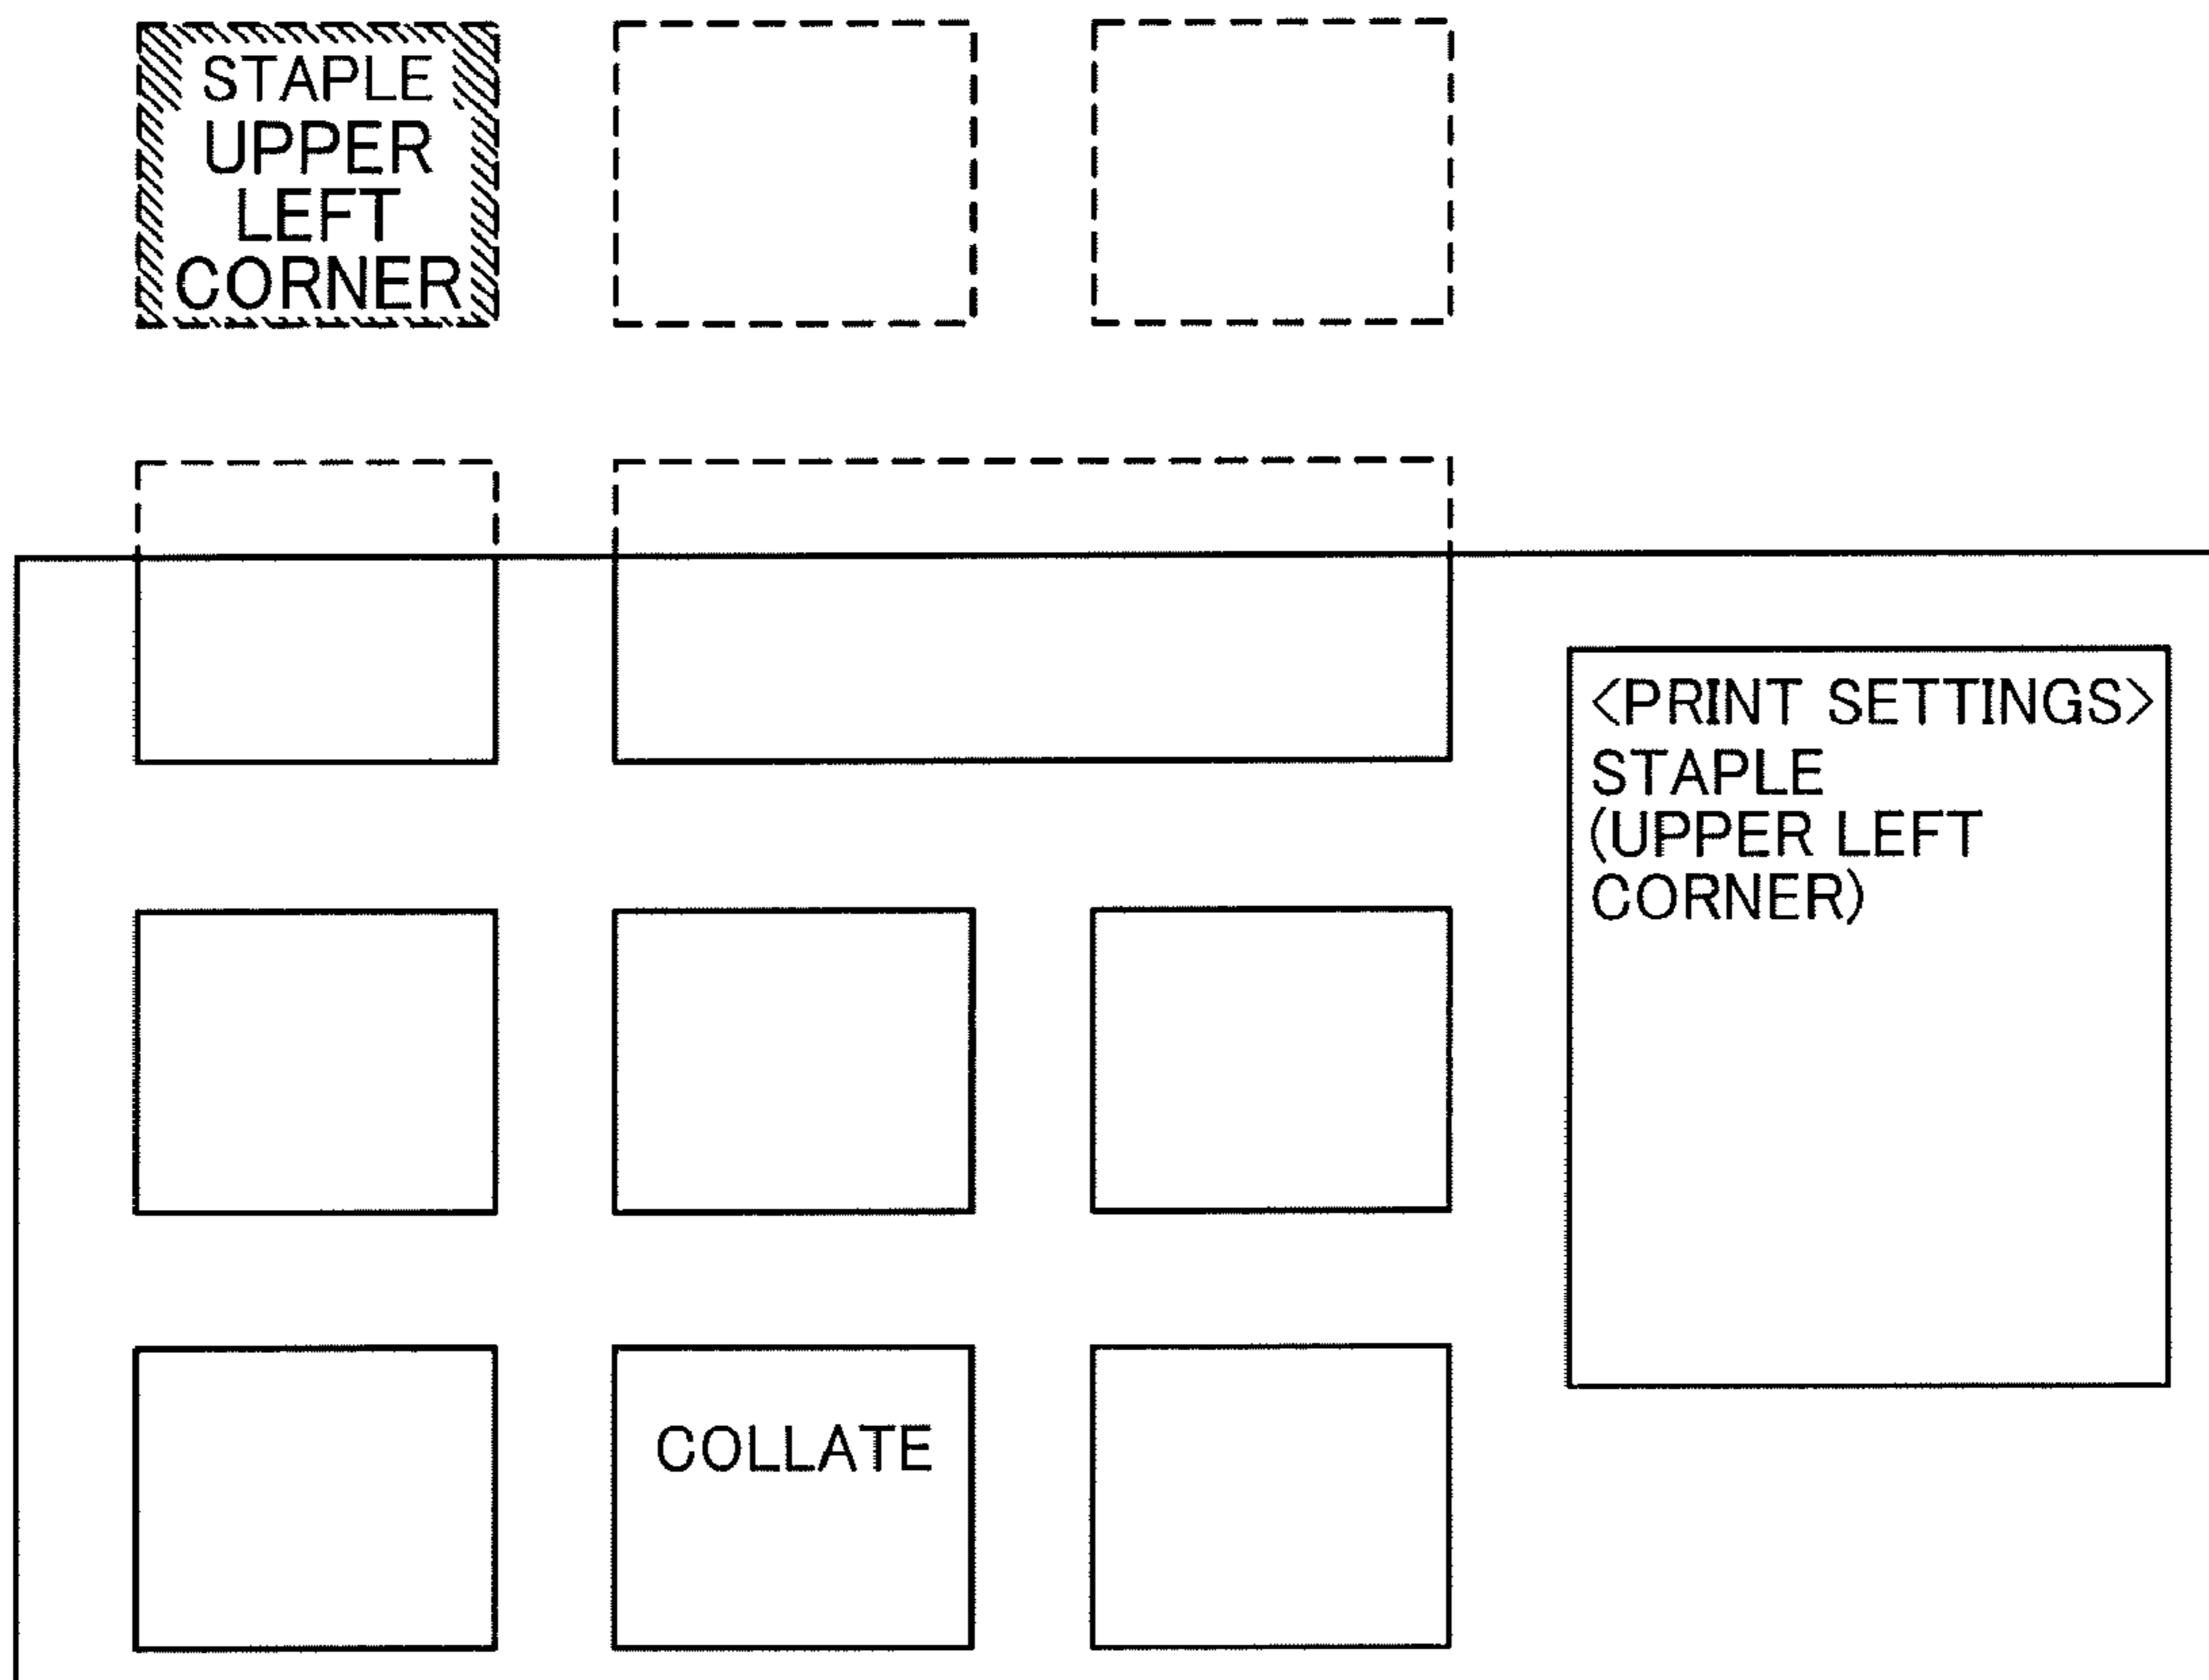 STAPLE
UPPER
LEFT
CORNER
<PRINT SETTINGS>
STAPLE
(UPPER LEFT
CORNER)
COLLATE